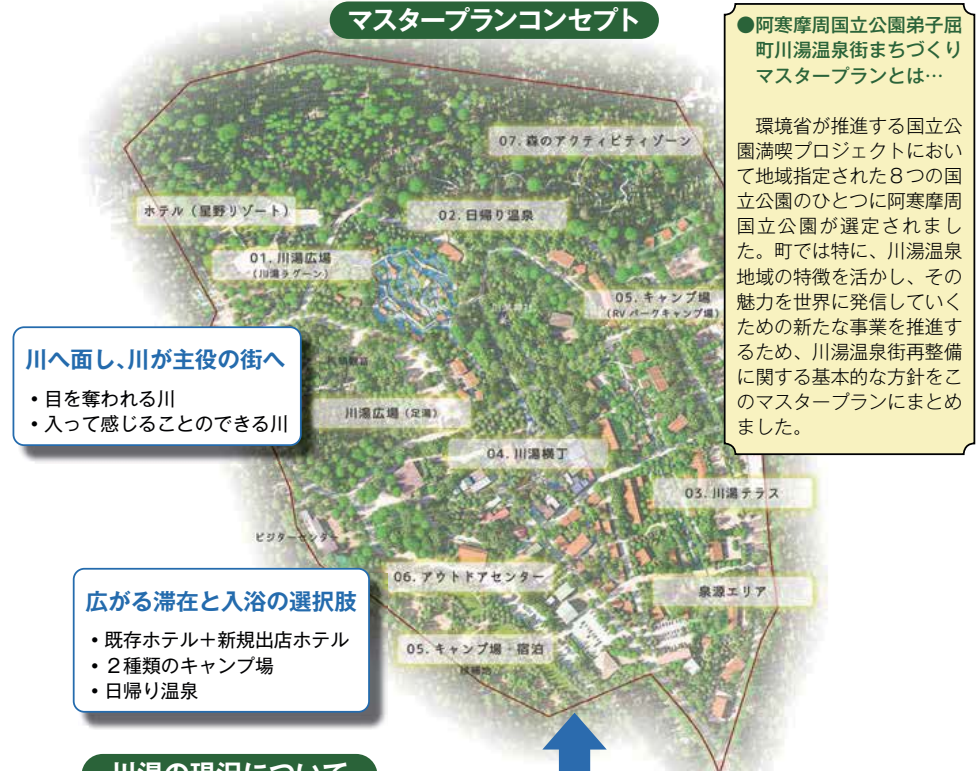 マスタープランコンセプト
●阿寒摩周国立公園弟子屈
町川湯温泉街まちづくり
マスタープランとは…
環境省が推進する国立公
園満喫プロジェクトにおい
て地域指定された８つの国
立公園のひとつに阿寒摩周
国立公園が選定されまし
た。町では特に、川湯温泉
地域の特徴を活かし、その
魅力を世界に発信していく
ための新たな事業を推進す
るため、川湯温泉街再整備
に関する基本的な方針をこ
のマスタープランにまとめ
ました。
07. 森のアクティビティゾーン
ホテル（星野リゾート）
02. 日帰り温泉
01. 川湯広場
（川湯ラグーン）
05. キャンプ場
（RVパークキャンプ場）
川へ面し、川が主役の街へ
・目を奪われる川
・入って感じることのできる川
川湯広場（足湯）
04. 川湯横丁
03. 川湯テラス
ビジターセンター
06. アウトドアセンター
泉源エリア
広がる滞在と入浴の選択肢
・既存ホテル＋新規出店ホテル
・２種類のキャンプ場
・日帰り温泉
05. キャンプ場・宿泊
候補地
川湯の現況について